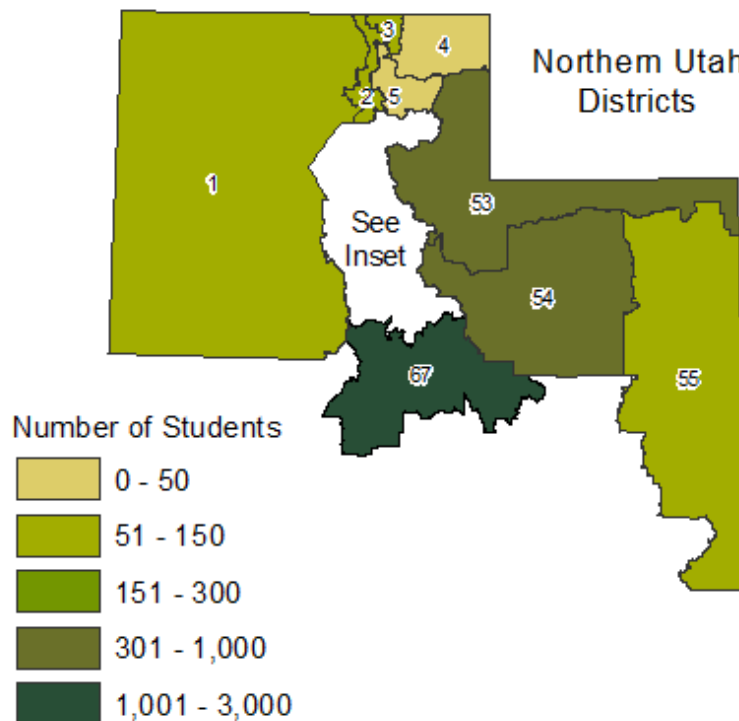 3
4
Northern Utah
Districts
2
5
1
53
See
Inset
54
67
55
Number of Students
0 - 50
51 - 150
151 - 300
301 - 1,000
1,001 - 3,000